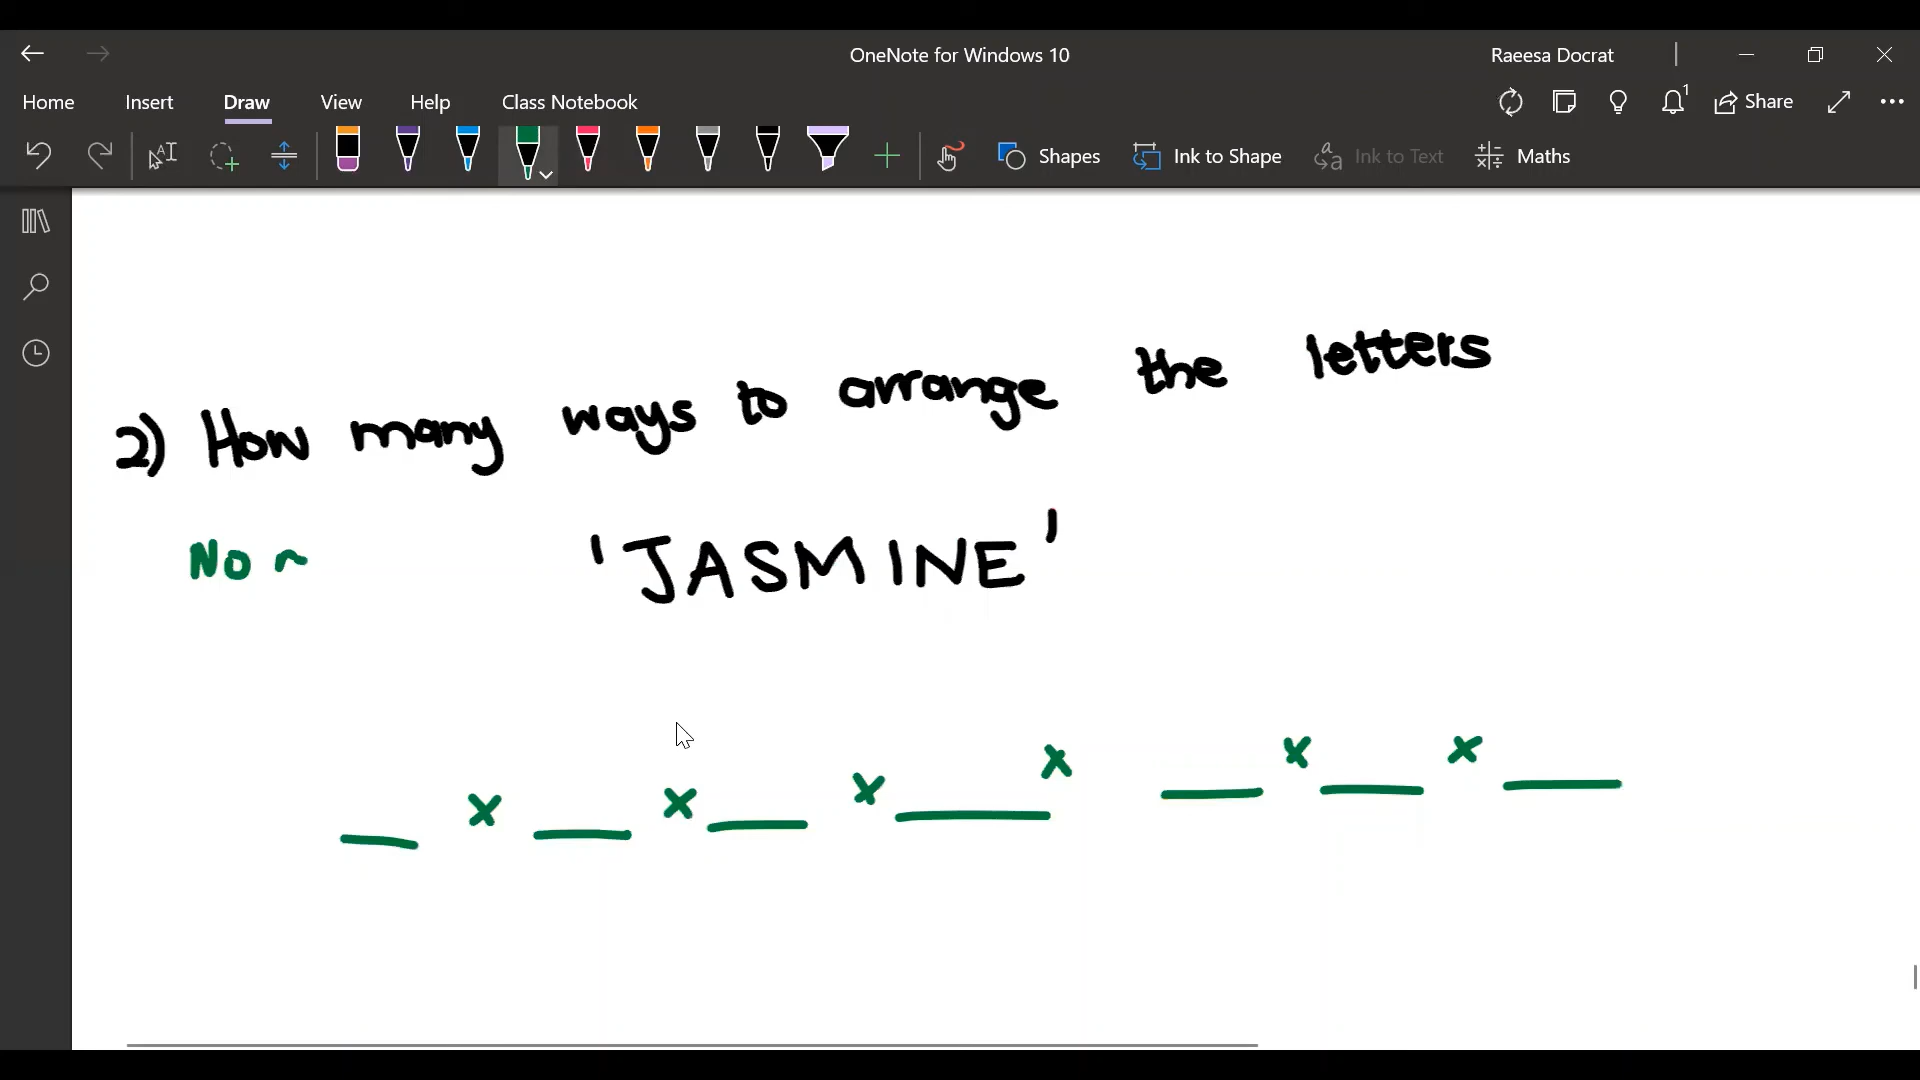 OneNote for Windows 10
Raeesa Docrat
Home Insert Draw View Help Class Notebook
1 Share
Shapes Ink to Shape Ink to Text Maths
2) How many ways to arrange the letters
No
'JASMINE'
x x x x x x